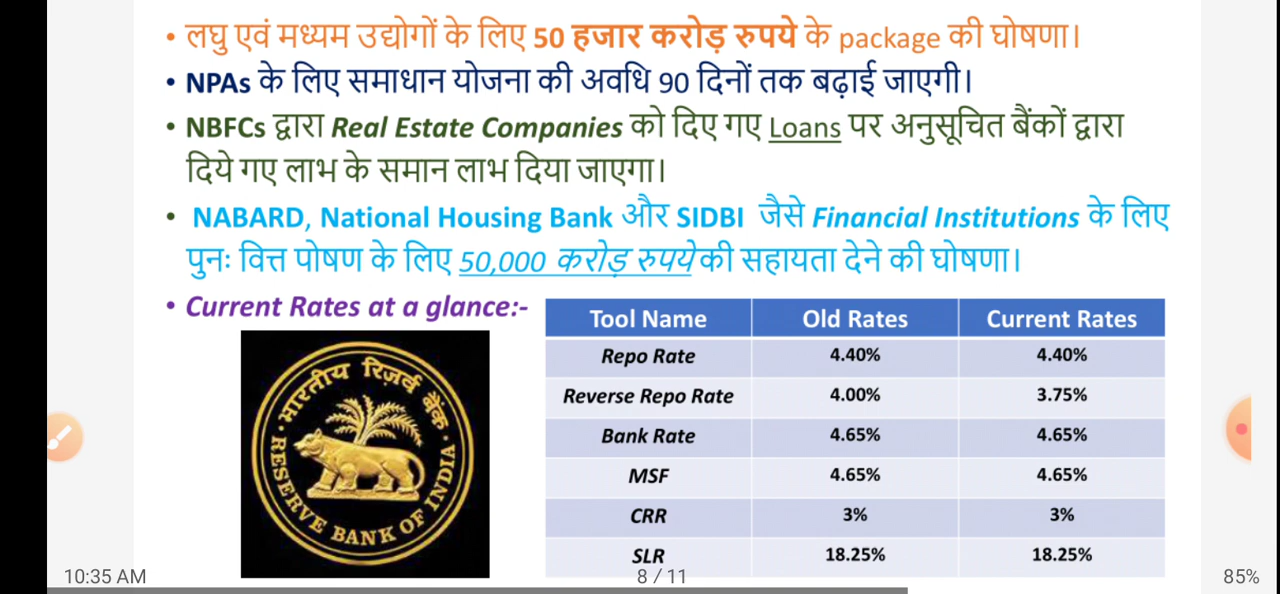 • लघु एवं मध्यम उद्योगों के लिए 50 हजार करोड़ रुपये के package की घोषणा।
• NPAs के लिए समाधान योजना की अवधि 90 दिनों तक बढ़ाई जाएगी।
• NBFCs द्वारा Real Estate Companies को दिए गए Loans पर अनुसूचित बैंकों द्वारा
दिये गए लाभ के समान लाभ दिया जाएगा।
• NABARD, National Housing Bank और SIDBI जैसे Financial Institutions के लिए
पुनः वित्त पोषण के लिए 50,000 करोड़ रुपये की सहायता देने की घोषणा।
• Current Rates at a glance:-
भारतीय रिज़र्व बैंक
RESERVE BANK OF INDIA
Tool Name Old Rates Current Rates
Repo Rate 4.40% 4.40%
Reverse Repo Rate 4.00% 3.75%
Bank Rate 4.65% 4.65%
MSF 4.65% 4.65%
CRR 3% 3%
SLR 18.25% 18.25%
10:35 AM 8 / 11 85%